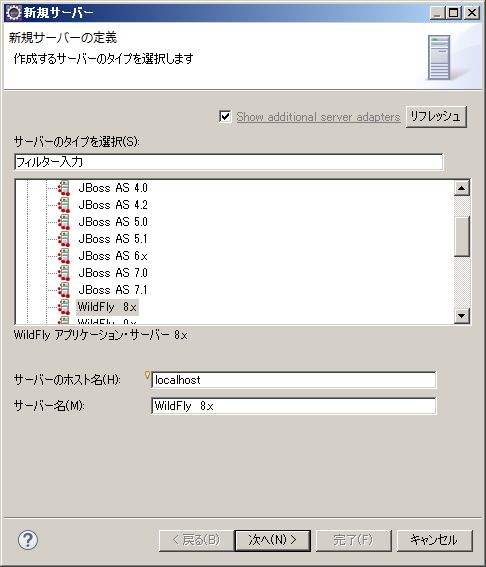 新規サーバー
新規サーバーの定義
作成するサーバーのタイプを選択します
Show additional server adapters リフレッシュ
サーバーのタイプを選択(S):
フィルター入力
JBoss AS 4.0
JBoss AS 4.2
JBoss AS 5.0
JBoss AS 5.1
JBoss AS 6.x
JBoss AS 7.0
JBoss AS 7.1
WildFly 8.x
WildFly 9.x
WildFly アプリケーション・サーバー 8.x
サーバーのホスト名(H): localhost
サーバー名(M): WildFly 8.x
? < 戻る(B) 次へ(N) > 完了(F) キャンセル